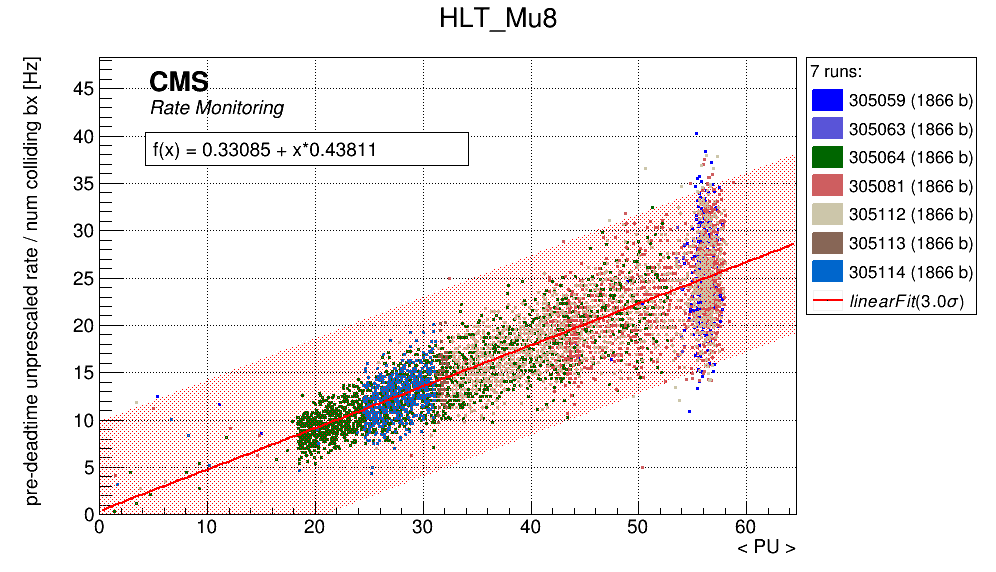 HLT_Mu8
pre-deadtime unprescaled rate / num colliding bx [Hz]
CMS
Rate Monitoring
f(x) = 0.33085 + x*0.43811
45
40
35
30
25
20
15
10
5
0
0 10 20 30 40 50 60
< PU >
7 runs:
305059 (1866 b)
305063 (1866 b)
305064 (1866 b)
305081 (1866 b)
305112 (1866 b)
305113 (1866 b)
305114 (1866 b)
linearFit(3.0σ)